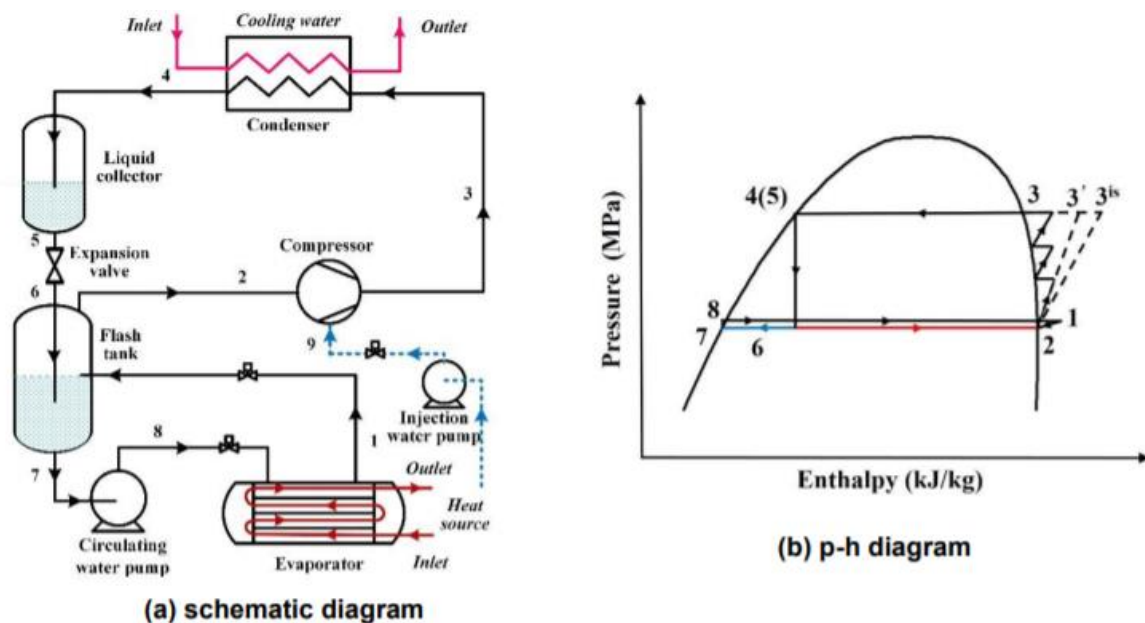 Inlet
Cooling water
Outlet
4
Condenser
Liquid
collector
3
5
Expansion
valve
Compressor
6
2
Flash
tank
9
Injection
water pump
8
1
7
Outlet
Heat
source
Circulating
water pump
Evaporator
Inlet
(a) schematic diagram
Pressure (MPa)
4(5)
3
3'
3is
8
1
7
6
2
Enthalpy (kJ/kg)
(b) p-h diagram